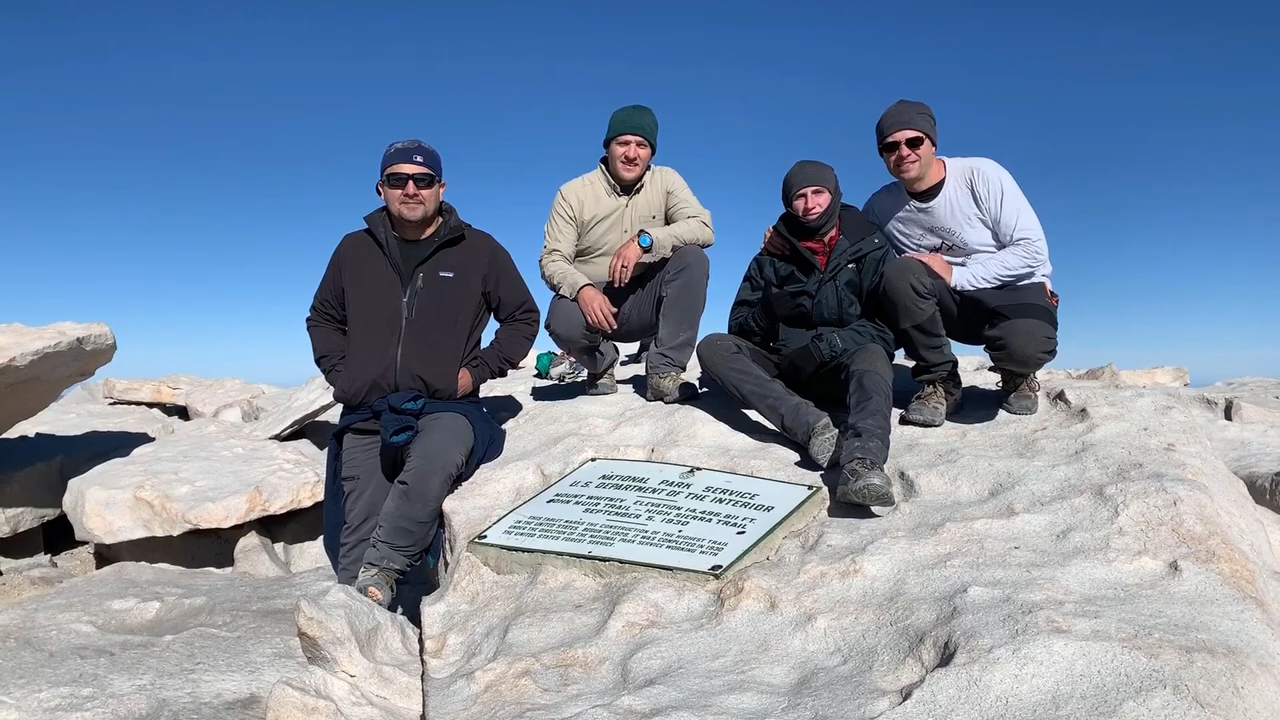 NATIONAL PARK SERVICE
U.S. DEPARTMENT OF THE INTERIOR
MOUNT WHITNEY ELEVATION 14,496.811 FT.
JOHN MUIR TRAIL - HIGH SIERRA TRAIL
SEPTEMBER 5, 1930
THIS TABLET MARKS THE CONSTRUCTION OF THE HIGHEST TRAIL
IN THE UNITED STATES. BEGUN IN 1928, IT WAS COMPLETED IN 1930
UNDER THE DIRECTION OF THE NATIONAL PARK SERVICE WORKING WITH
THE UNITED STATES FOREST SERVICE.
patagonia